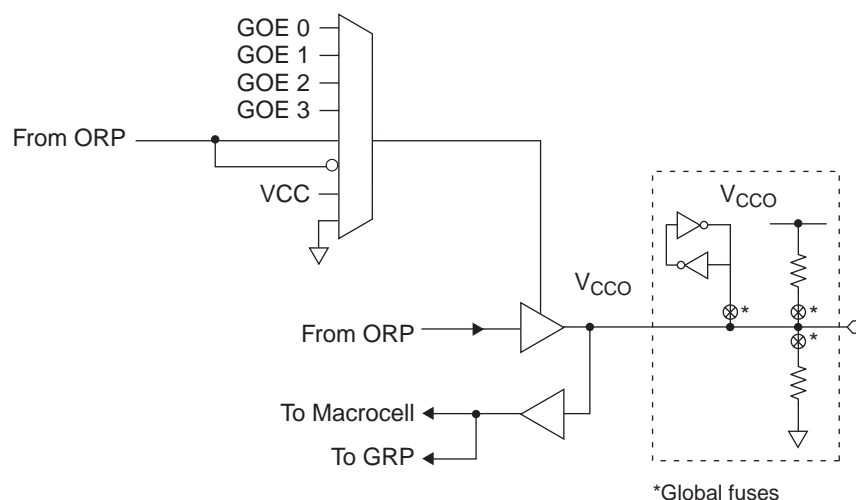 GOE 0
GOE 1
GOE 2
GOE 3
From ORP
VCC
VCCO
VCCO
*
*
*
From ORP
To Macrocell
To GRP
*Global fuses